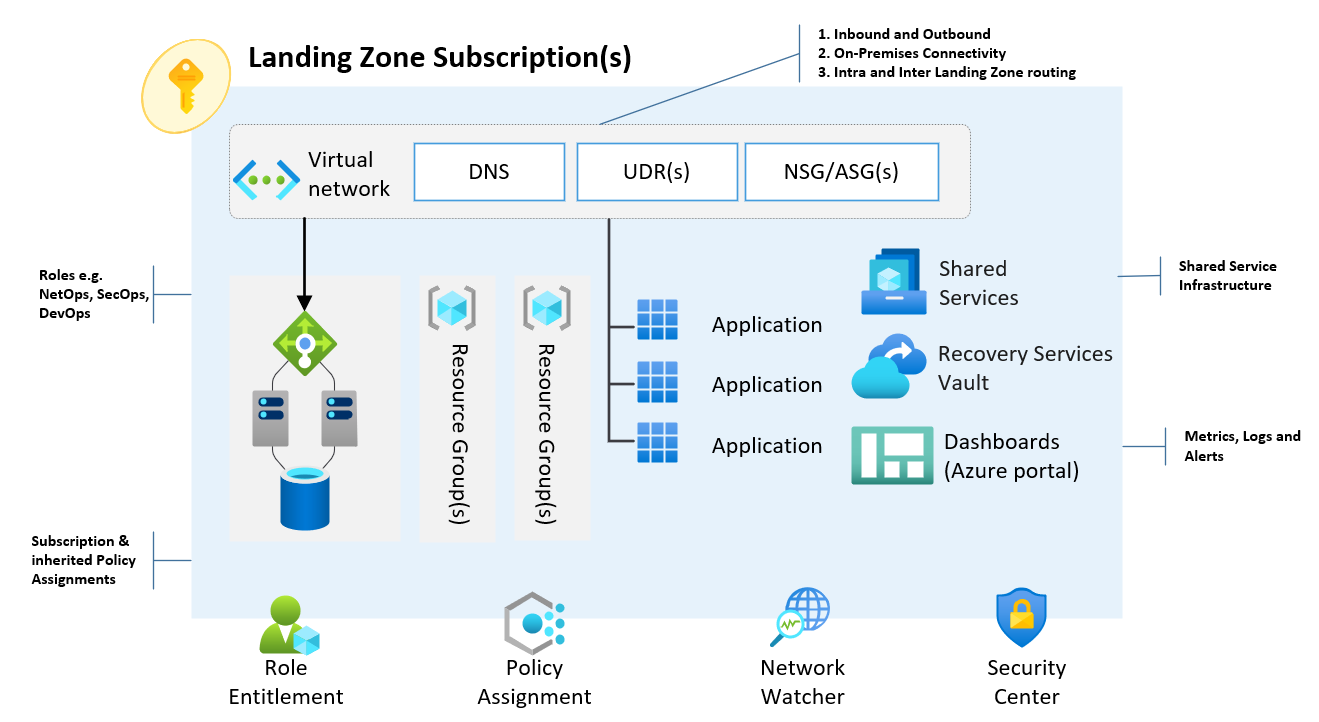 Landing Zone Subscription(s)
1. Inbound and Outbound
2. On-Premises Connectivity
3. Intra and Inter Landing Zone routing
Virtual
network
DNS
UDR(s)
NSG/ASG(s)
Roles e.g.
NetOps, SecOps,
DevOps
Resource Group(s)
Resource Group(s)
Application
Application
Application
Shared
Services
Recovery Services
Vault
Dashboards
(Azure portal)
Shared Service
Infrastructure
Metrics, Logs and
Alerts
Subscription &
inherited Policy
Assignments
Role
Entitlement
Policy
Assignment
Network
Watcher
Security
Center